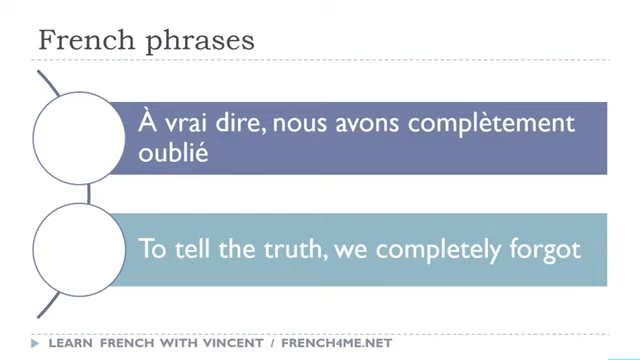 French phrases
À vrai dire, nous avons complètement
oublié
To tell the truth, we completely forgot
LEARN FRENCH WITH VINCENT / FRENCH4ME.NET